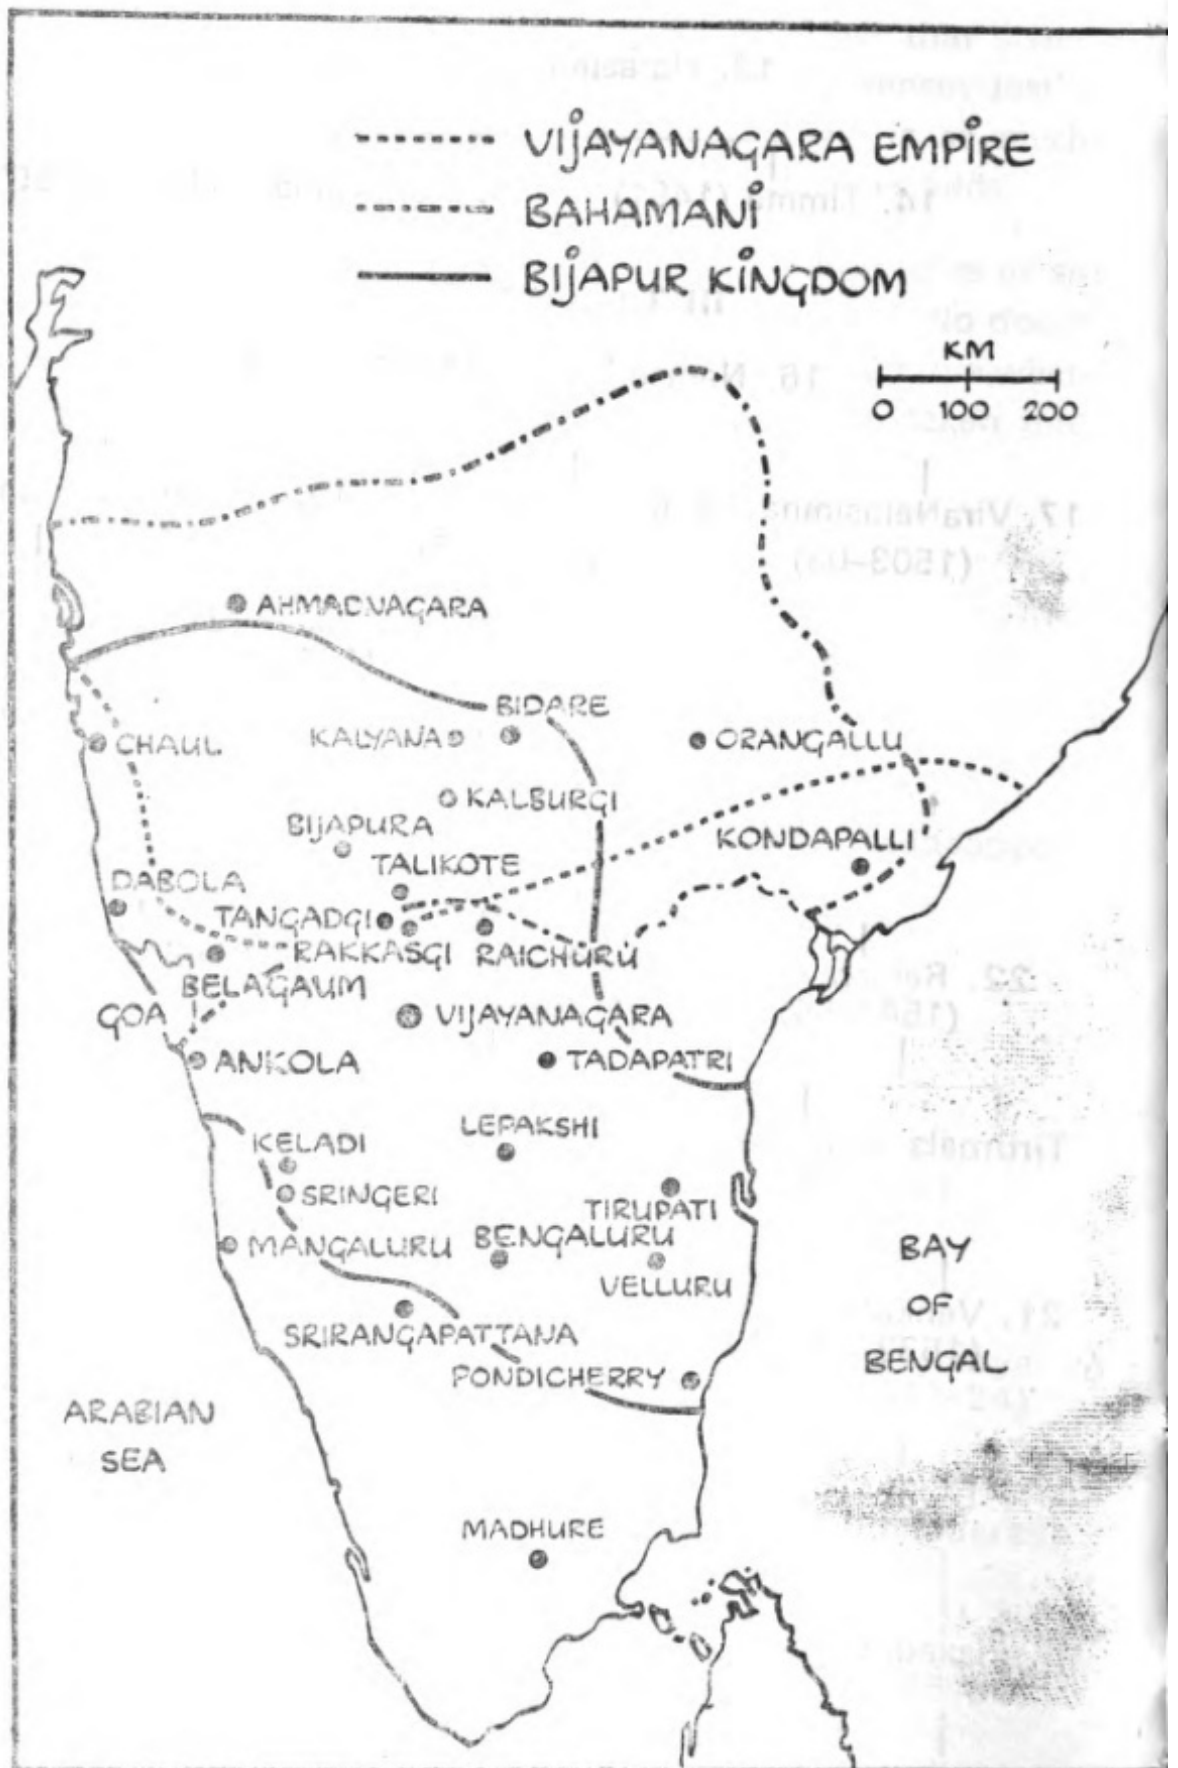 VIJAYANAGARA EMPIRE
BAHAMANI
BIJAPUR KINGDOM
KM
0 100 200
AHMADNAGARA
BIDARE
CHAUL
KALYANA
ORANGALLU
KALBURGI
BIJAPURA
KONDAPALLI
TALIKOTE
DABOLA
TANGADGI
RAKKASGI
RAICHURU
BELAGAUM
GOA
VIJAYANAGARA
ANKOLA
TADAPATRI
LEPAKSHI
KELADI
SRINGERI
TIRUPATI
MANGALURU
BENGALURU
VELLURU
BAY
OF
BENGAL
SRIRANGAPATTANA
PONDICHERRY
ARABIAN
SEA
MADHURE